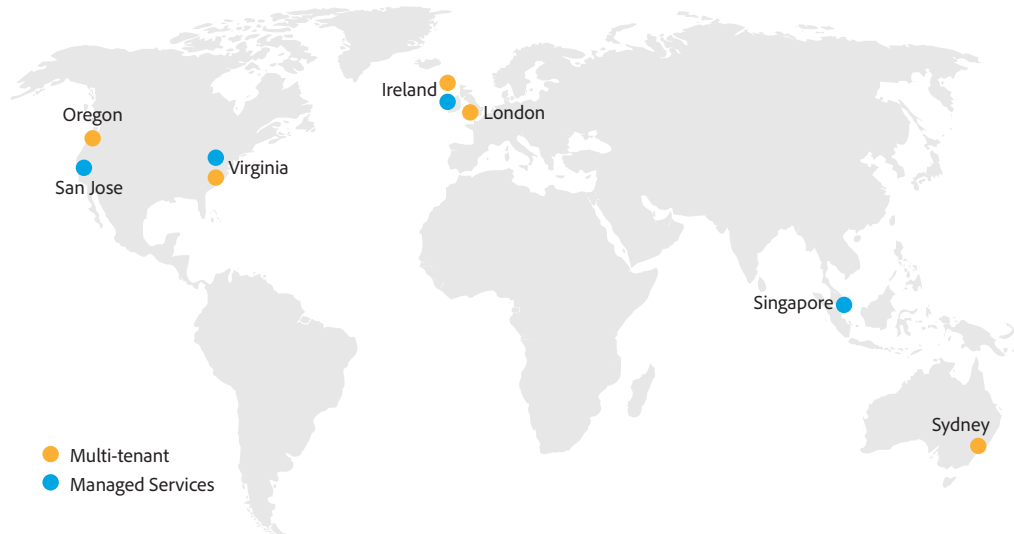 Ireland
London
Oregon
Virginia
San Jose
Singapore
Sydney
Multi-tenant
Managed Services